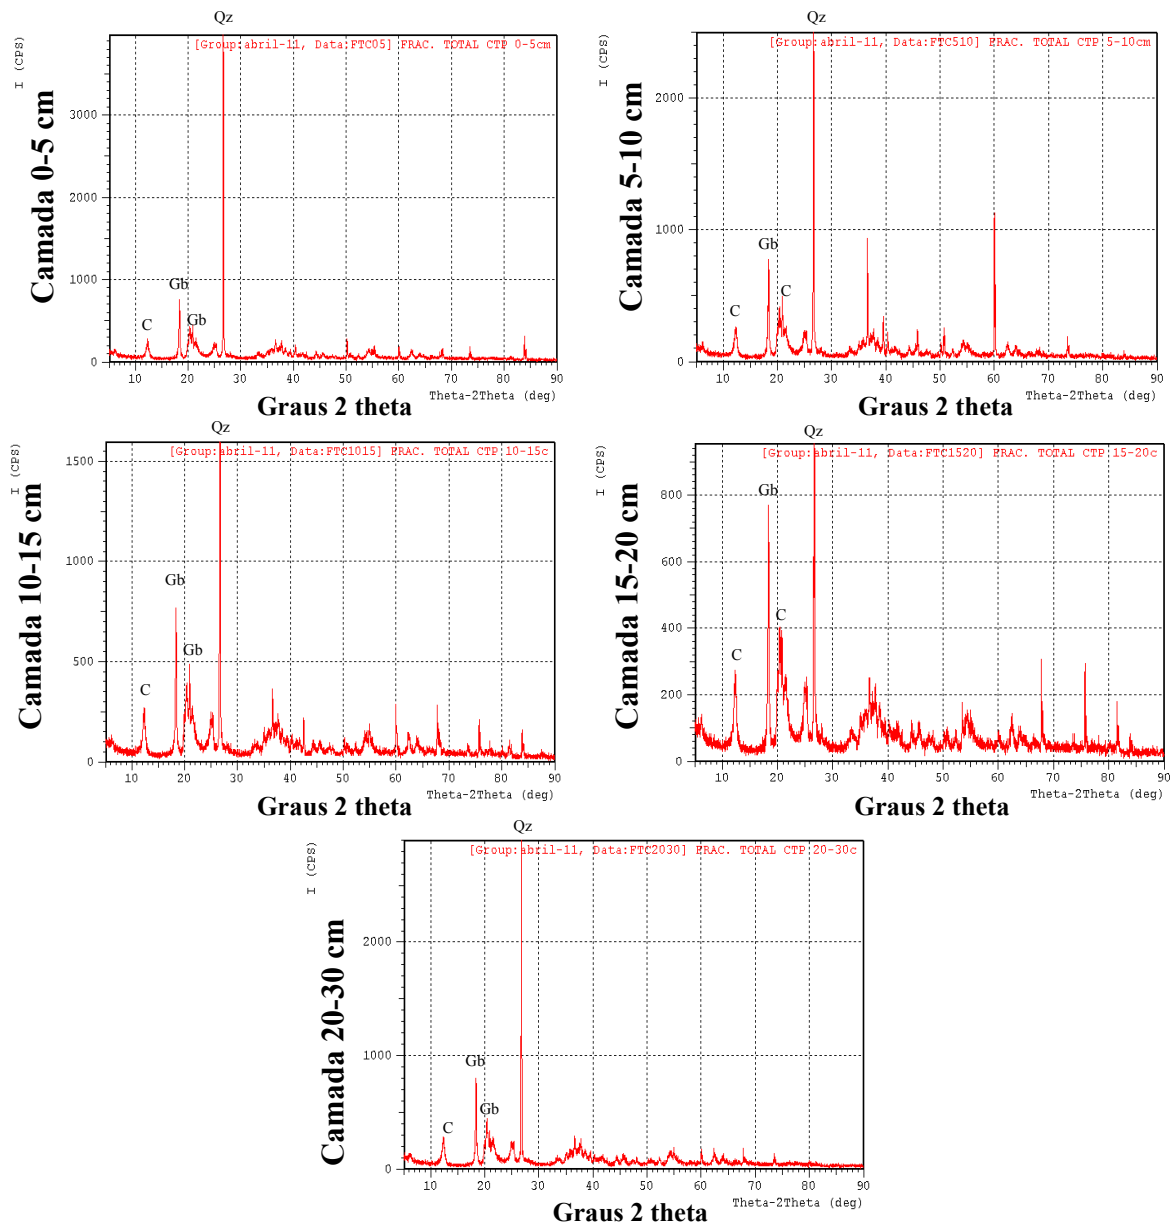 Qz
[Group:abril-11, Data:FTC05] FRAC. TOTAL CTP 0-5cm
I (CPS)
Camada 0-5 cm
3000
2000
1000
0
C
Gb
Gb
10 20 30 40 50 60 70 80 90
Theta-2Theta (deg)
Graus 2 theta
Qz
[Group:abril-11, Data:FTC510] FRAC. TOTAL CTP 5-10cm
I (CPS)
Camada 5-10 cm
2000
1000
0
C
Gb
C
10 20 30 40 50 60 70 80 90
Theta-2Theta (deg)
Graus 2 theta
Qz
[Group:abril-11, Data:FTC1015] FRAC. TOTAL CTP 10-15c
I (CPS)
Camada 10-15 cm
1500
1000
500
0
C
Gb
Gb
10 20 30 40 50 60 70 80 90
Theta-2Theta (deg)
Graus 2 theta
Qz
[Group:abril-11, Data:FTC1520] FRAC. TOTAL CTP 15-20c
I (CPS)
Camada 15-20 cm
800
600
400
200
0
C
Gb
C
10 20 30 40 50 60 70 80 90
Theta-2Theta (deg)
Graus 2 theta
Qz
[Group:abril-11, Data:FTC2030] FRAC. TOTAL CTP 20-30c
I (CPS)
Camada 20-30 cm
2000
1000
0
C
Gb
Gb
10 20 30 40 50 60 70 80 90
Theta-2Theta (deg)
Graus 2 theta